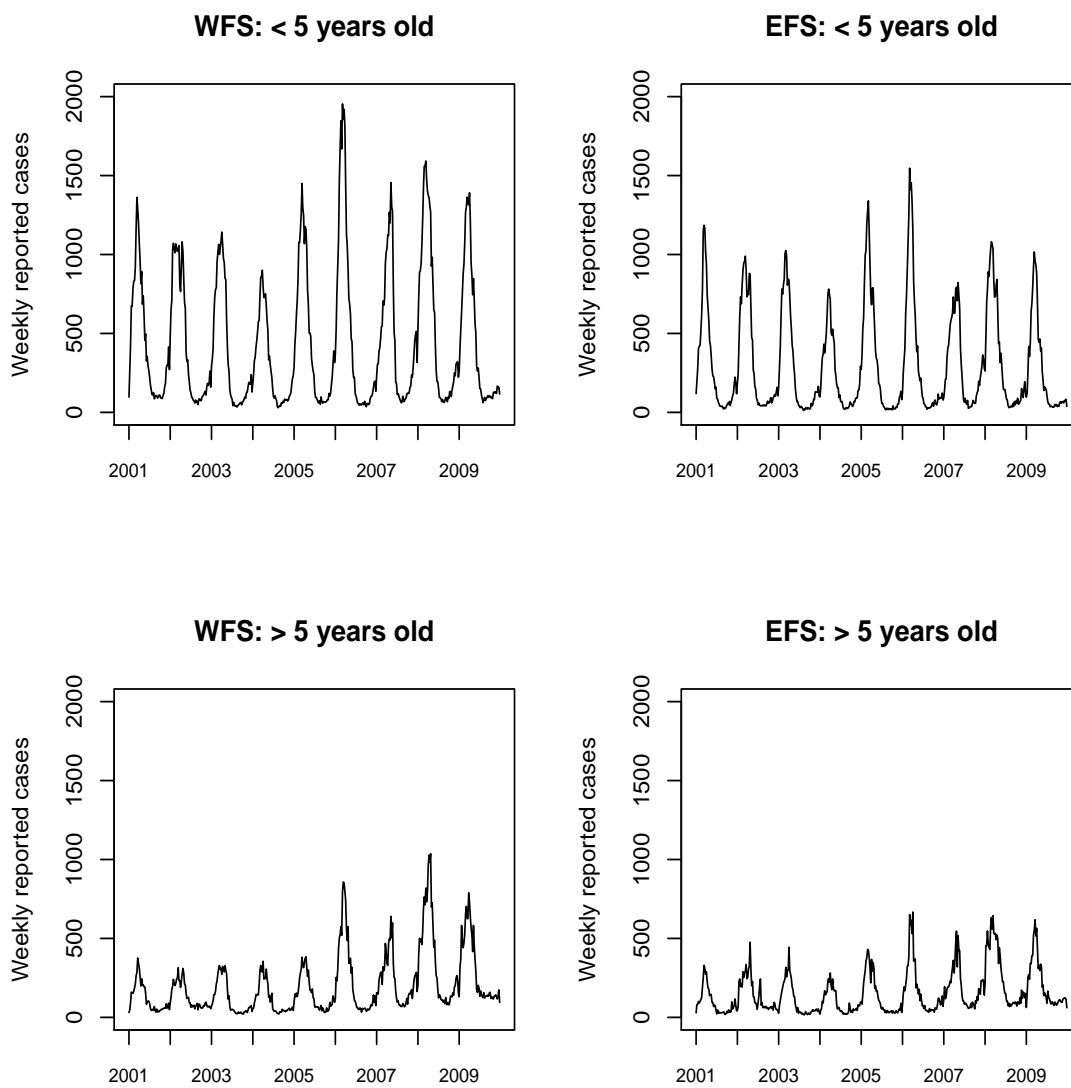 WFS: < 5 years old
Weekly reported cases
2000
1500
1000
500
0
2001 2003 2005 2007 2009
EFS: < 5 years old
Weekly reported cases
2000
1500
1000
500
0
2001 2003 2005 2007 2009
WFS: > 5 years old
Weekly reported cases
2000
1500
1000
500
0
2001 2003 2005 2007 2009
EFS: > 5 years old
Weekly reported cases
2000
1500
1000
500
0
2001 2003 2005 2007 2009